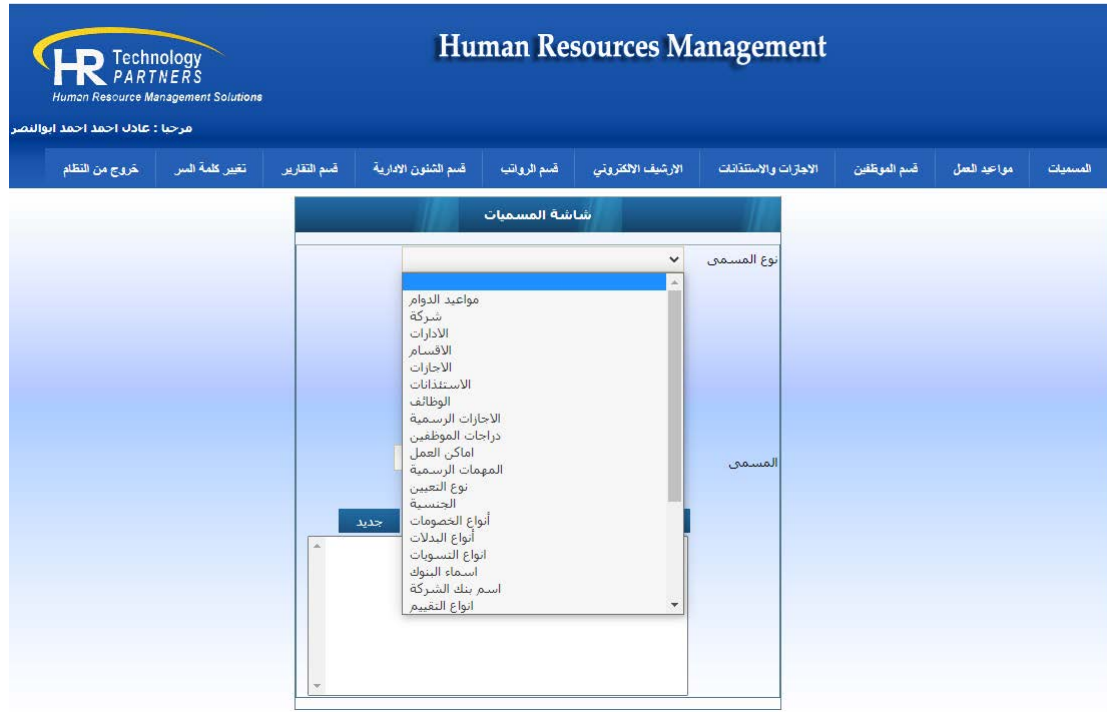 HR Technology
PARTNERS
Human Resource Management Solutions
Human Resources Management
مرحبا : عادل احمد احمد ابوالنصر
المسميات مواعيد العمل قسم الموظفين الاجازات والاستئذانات الارشيف الالكتروني قسم الرواتب قسم الشئون الادارية قسم التقارير تغيير كلمة السر خروج من النظام
شاشة المسميات
نوع المسمى
مواعيد الدوام
شركة
الادارات
الاقسام
الاجازات
الاستئذانات
الوظائف
الاجازات الرسمية
دراجات الموظفين
اماكن العمل
المسمى
المهمات الرسمية
نوع التعيين
الجنسية
أنواع الخصومات
جديد
أنواع البدلات
انواع التسويات
اسماء البنوك
اسم بنك الشركة
انواع التقييم